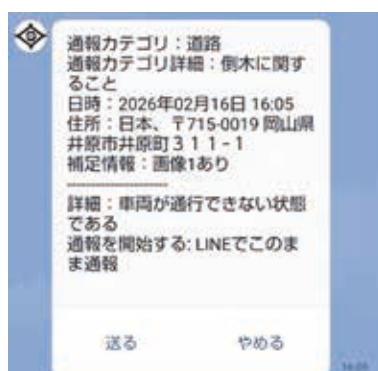 通報カテゴリ：道路
通報カテゴリ詳細：倒木に関す
ること
日時：2026年02月16日 16:05
住所：日本、〒715-0019 岡山県
井原市井原町３１１-１
補足情報：画像1あり
--------------------
詳細：車両が通行できない状態
である
通報を開始する: LINEでこのま
ま通報
送る　やめる